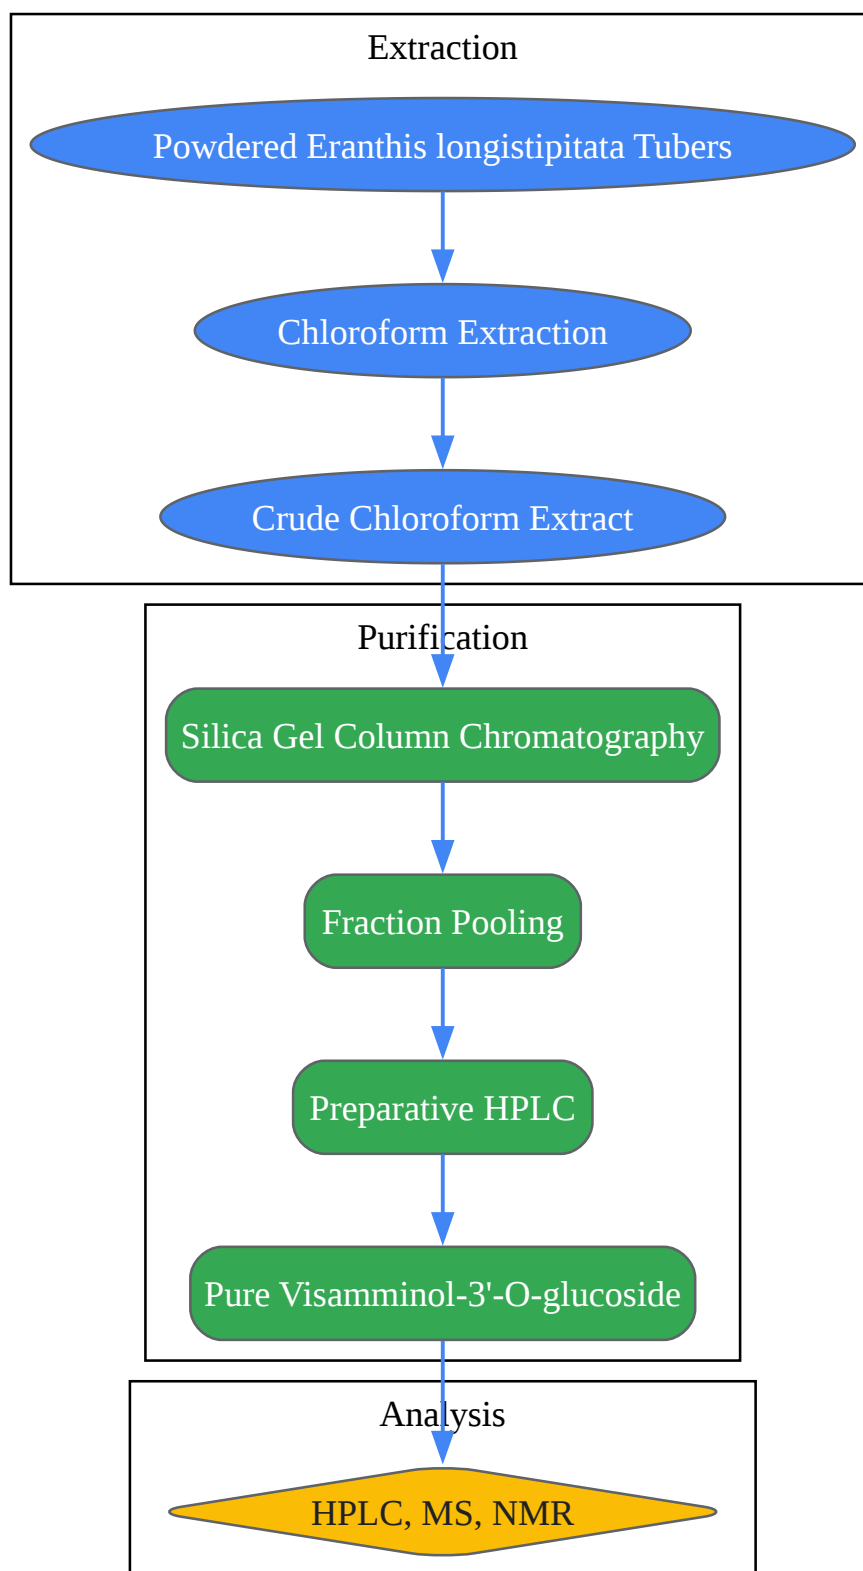 Extraction
Powdered Eranthis longistipitata Tubers
Chloroform Extraction
Crude Chloroform Extract
Purification
Silica Gel Column Chromatography
Fraction Pooling
Preparative HPLC
Pure Visamminol-3'-O-glucoside
Analysis
HPLC, MS, NMR